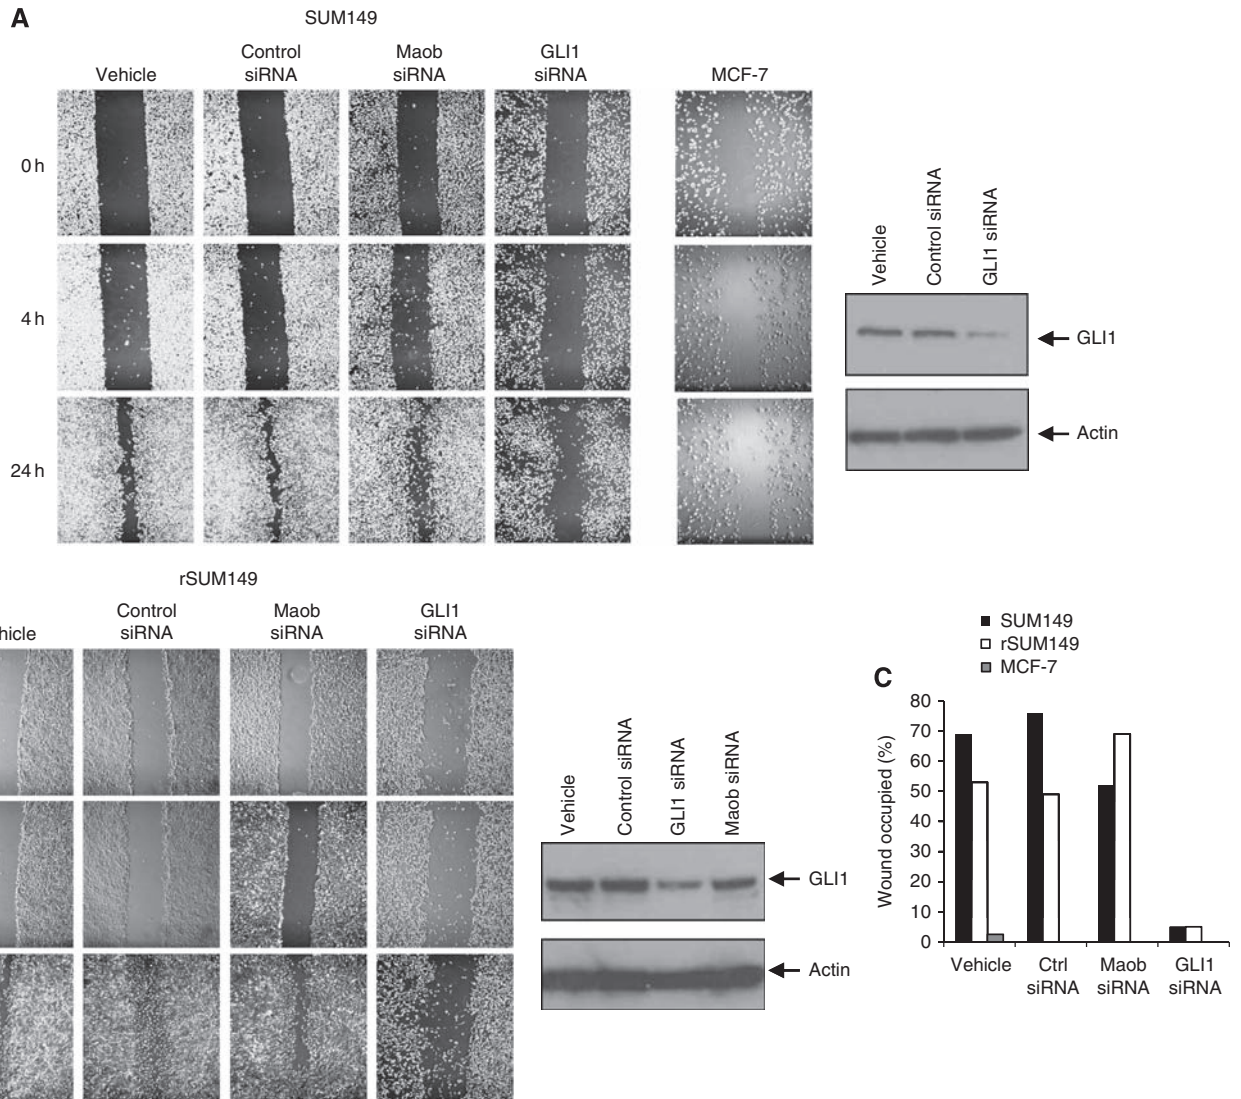 A
SUM149
Vehicle
Control
siRNA
Maob
siRNA
GLI1
siRNA
MCF-7
0 h
4 h
24 h
Vehicle
Control siRNA
GLI1 siRNA
GLI1
Actin
rSUM149
hicle
Control
siRNA
Maob
siRNA
GLI1
siRNA
Vehicle
Control siRNA
GLI1 siRNA
Maob siRNA
GLI1
Actin
C
SUM149
rSUM149
MCF-7
Wound occupied (%)
80
70
60
50
40
30
20
10
0
Vehicle
Ctrl
siRNA
Maob
siRNA
GLI1
siRNA